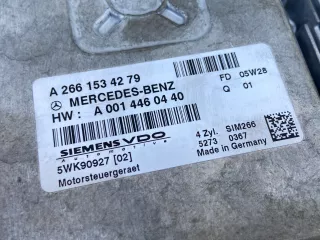 A 266 153 42 79
MERCEDES-BENZ FD 05W28
HW : A 001 446 04 40 Q 01
SIEMENS VDO 4 Zyl. SIM266
Automotive 5273 0367
5WK90927 [02] Made in Germany
Motorsteuergeraet